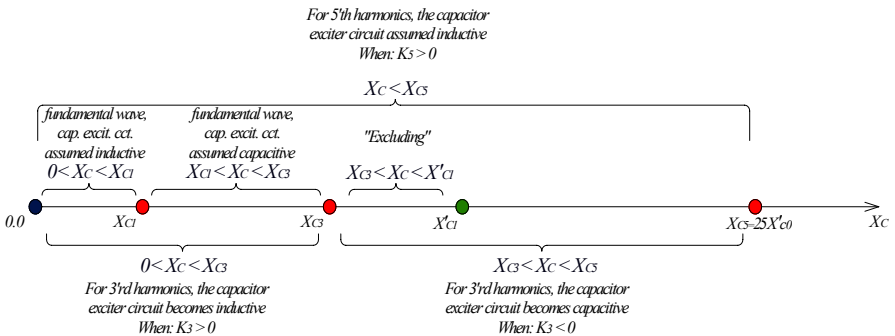 For 5'th harmonics, the capacitor
exciter circuit assumed inductive
When: K5 > 0
XC < XC5
fundamental wave,
cap. excit. cct.
assumed inductive
0 < XC < XC1
fundamental wave,
cap. excit. cct.
assumed capacitive
XC1 < XC < XC3
"Excluding"
XC3 < XC < X'C1
0.0
XC1
XC3
X'C1
XC5=25X'c0
XC
0 < XC < XC3
For 3'rd harmonics, the capacitor
exciter circuit becomes inductive
When: K3 > 0
XC3 < XC < XC5
For 3'rd harmonics, the capacitor
exciter circuit becomes capacitive
When: K3 < 0